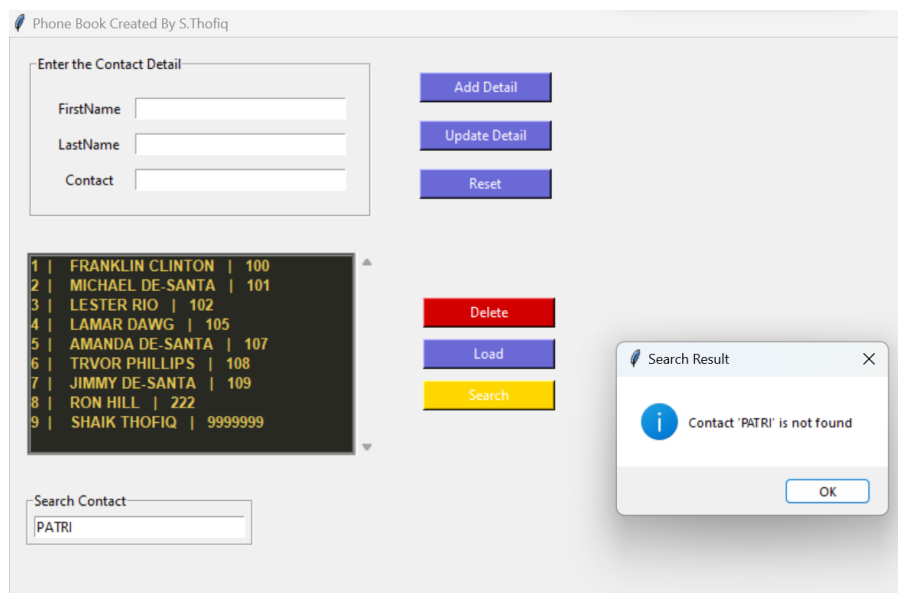 Phone Book Created By S.Thofiq
Enter the Contact Detail
FirstName
LastName
Contact
Add Detail
Update Detail
Reset
1 | FRANKLIN CLINTON | 100
2 | MICHAEL DE-SANTA | 101
3 | LESTER RIO | 102
4 | LAMAR DAWG | 105
5 | AMANDA DE-SANTA | 107
6 | TRVOR PHILLIPS | 108
7 | JIMMY DE-SANTA | 109
8 | RON HILL | 222
9 | SHAIK THOFIQ | 9999999
Delete
Load
Search
Search Contact
PATRI
Search Result
Contact 'PATRI' is not found
OK